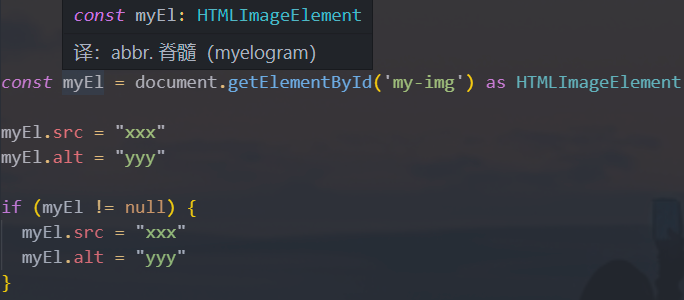 const myEl: HTMLImageElement
译：abbr. 脊髓（myelogram）
const myEl = document.getElementById('my-img') as HTMLImageElement
myEl.src = "xxx"
myEl.alt = "yyy"
if (myEl != null) {
myEl.src = "xxx"
myEl.alt = "yyy"
}